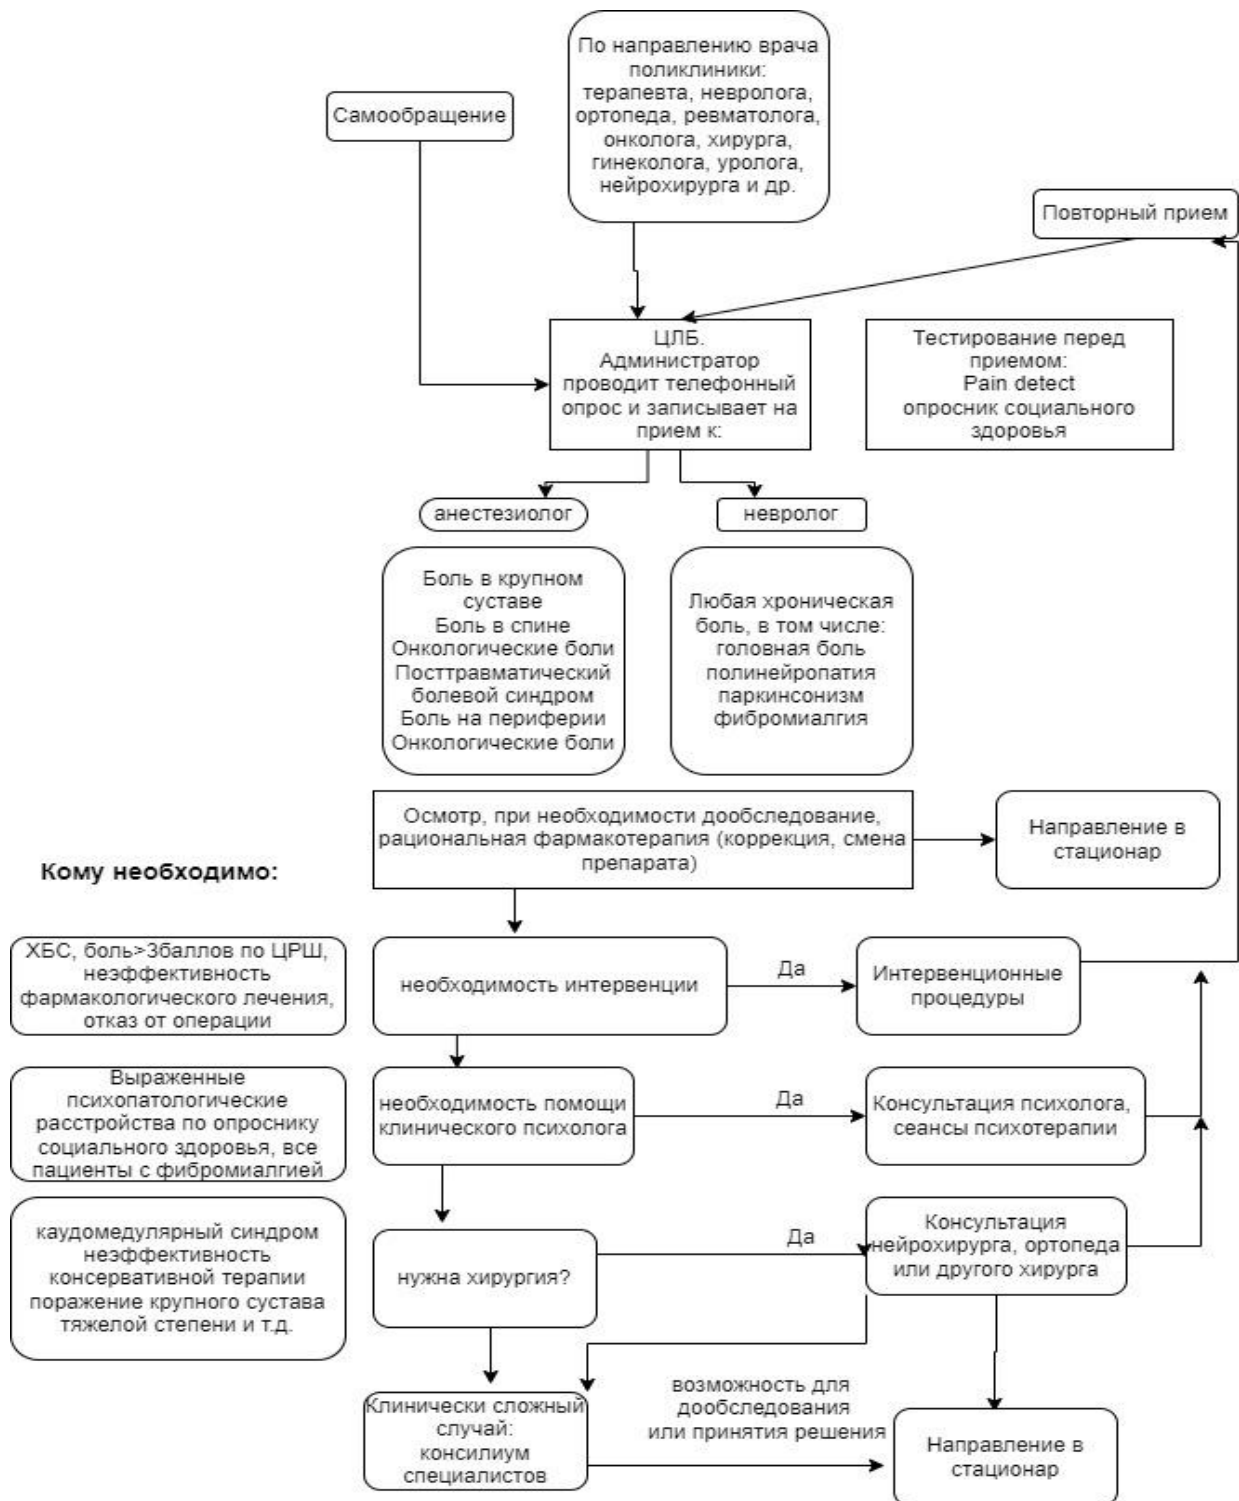 По направлению врача
поликлиники:
терапевта, невролога,
ортопеда, ревматолога,
онколога, хирурга,
гинеколога, уролога,
нейрохирурга и др.
Самообращение
Повторный прием
ЦЛБ.
Администратор
проводит телефонный
опрос и записывает на
прием к:
Тестирование перед
приемом:
Pain detect
опросник социального
здоровья
анестезиолог
невролог
Боль в крупном
суставе
Боль в спине
Онкологические боли
Посттравматический
болевой синдром
Боль на периферии
Онкологические боли
Любая хроническая
боль, в том числе:
головная боль
полинейропатия
паркинсонизм
фибромиалгия
Осмотр, при необходимости дообследование,
рациональная фармакотерапия (коррекция, смена
препарата)
Направление в
стационар
Кому необходимо:
ХБС, боль>3баллов по ЦРШ,
неэффективность
фармакологического лечения,
отказ от операции
необходимость интервенции
Да
Интервенционные
процедуры
Выраженные
психопатологические
расстройства по опроснику
социального здоровья, все
пациенты с фибромиалгией
необходимость помощи
клинического психолога
Да
Консультация психолога,
сеансы психотерапии
каудомедулярный синдром
неэффективность
консервативной терапии
поражение крупного сустава
тяжелой степени и т.д.
нужна хирургия?
Да
Консультация
нейрохирурга, ортопеда
или другого хирурга
Клинически сложный
случай:
консилиум
специалистов
возможность для
дообследования
или принятия решения
Направление в
стационар